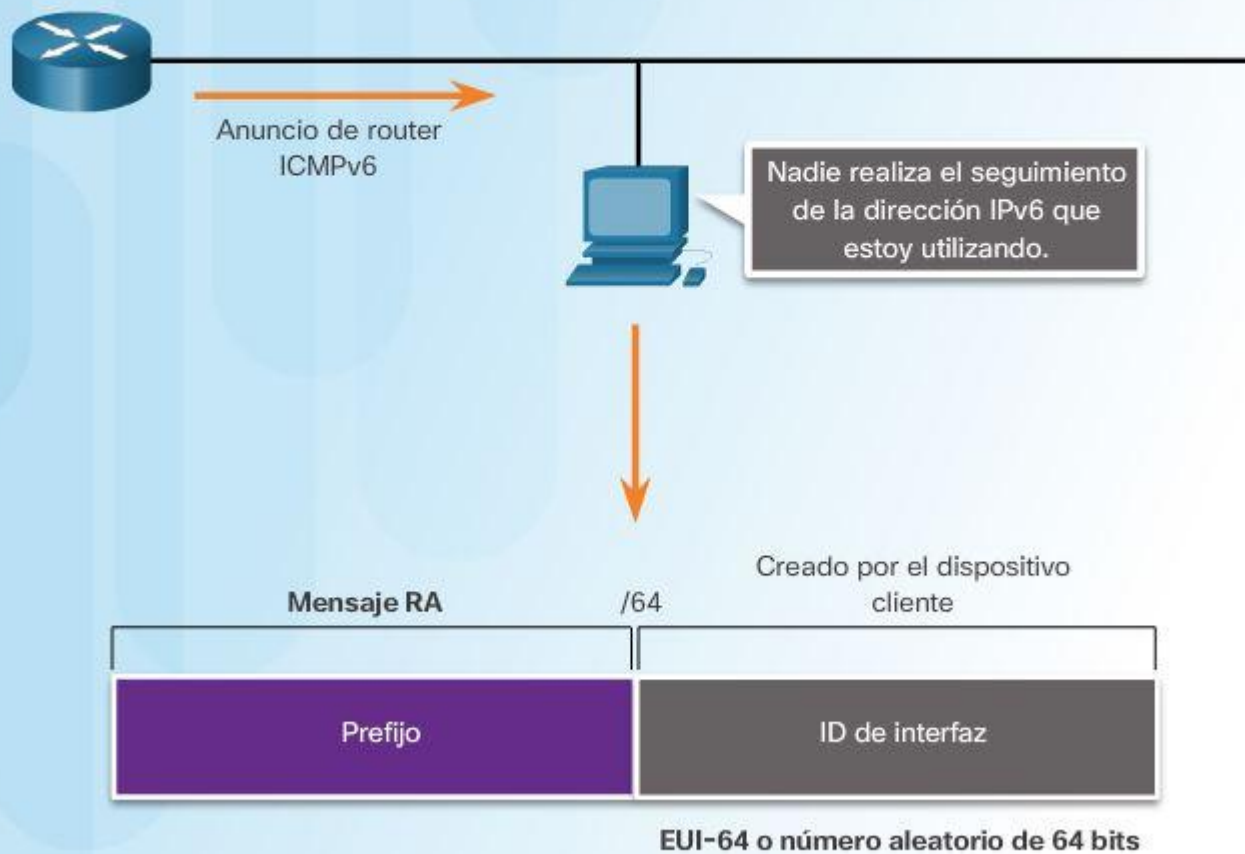 Anuncio de router
ICMPv6
Nadie realiza el seguimiento
de la dirección IPv6 que
estoy utilizando.
Mensaje RA
/64
Creado por el dispositivo
cliente
Prefijo
ID de interfaz
EUI-64 o número aleatorio de 64 bits